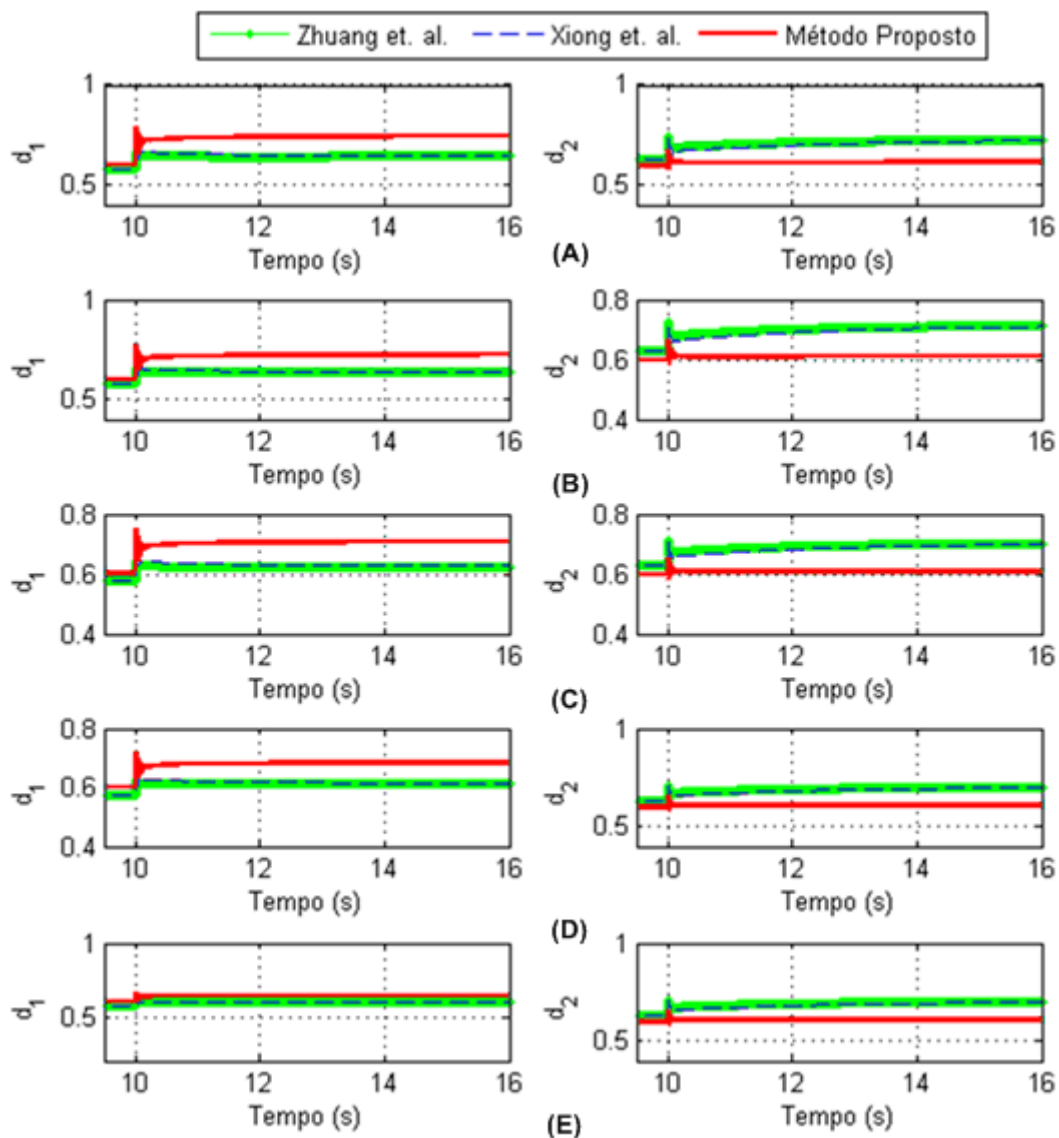 Zhuang et. al. Xiong et. al. Método Proposto
1
0.5
d1
10 12 14 16
Tempo (s)
1
0.5
d2
10 12 14 16
Tempo (s)
(A)
1
0.5
d1
10 12 14 16
Tempo (s)
0.8
0.6
0.4
d2
10 12 14 16
Tempo (s)
(B)
0.8
0.6
0.4
d1
10 12 14 16
Tempo (s)
0.8
0.6
0.4
d2
10 12 14 16
Tempo (s)
(C)
0.8
0.6
0.4
d1
10 12 14 16
Tempo (s)
1
0.5
d2
10 12 14 16
Tempo (s)
(D)
1
0.5
d1
10 12 14 16
Tempo (s)
1
0.5
d2
10 12 14 16
Tempo (s)
(E)